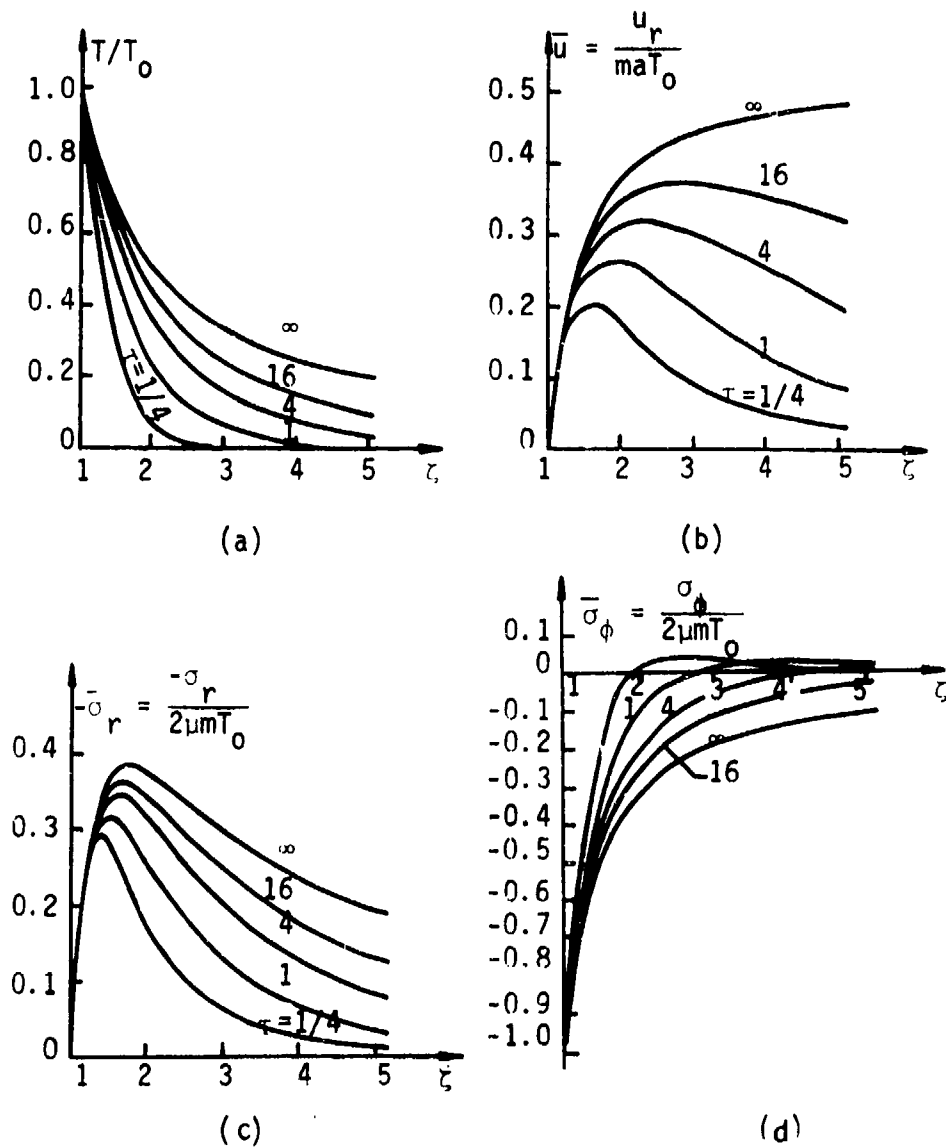 T/T₀
1.0
0.8
0.6
0.4
0.2
0
∞
16
4
τ=1/4
1 2 3 4 5 ζ
(a)
ū = u_r/maT₀
0.5
0.4
0.3
0.2
0.1
0
∞
16
4
1
τ=1/4
1 2 3 4 5 ζ
(b)
-σ̄_r = -σ_r/2μmT₀
0.4
0.3
0.2
0.1
0
∞
16
4
1
τ=1/4
1 2 3 4 5 ζ
(c)
σ̄_ϕ = σ_ϕ/2μmT₀
0.1
0
-0.1
-0.2
-0.3
-0.4
-0.5
-0.6
-0.7
-0.8
-0.9
-1.0
1 2 3 4 5 ζ
1 4
∞
16
(d)